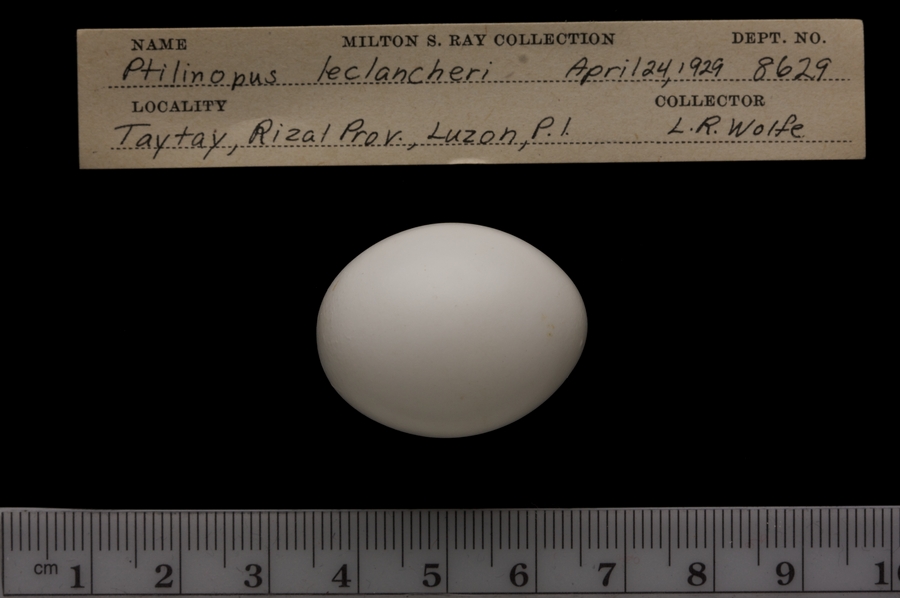 NAME MILTON S. RAY COLLECTION DEPT. NO.
Ptilinopus leclancheri April 24, 1929 8629
LOCALITY COLLECTOR
Taytay, Rizal Prov., Luzon, P.I. L.R. Wolfe
cm 1 2 3 4 5 6 7 8 9 1